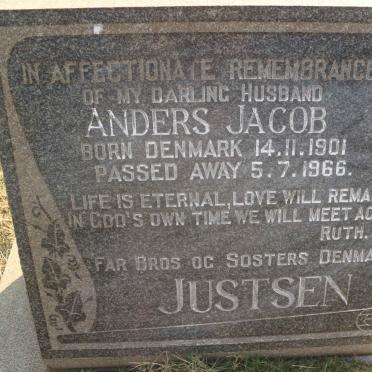 IN AFFECTIONATE REMEMBRANCE
OF MY DARLING HUSBAND
ANDERS JACOB
BORN DENMARK 14.11.1901
PASSED AWAY 5.7.1966.
LIFE IS ETERNAL, LOVE WILL REMA
IN GOD'S OWN TIME WE WILL MEET AG
RUTH.
FAR BROS OG SOSTERS DENMA
JUSTSEN